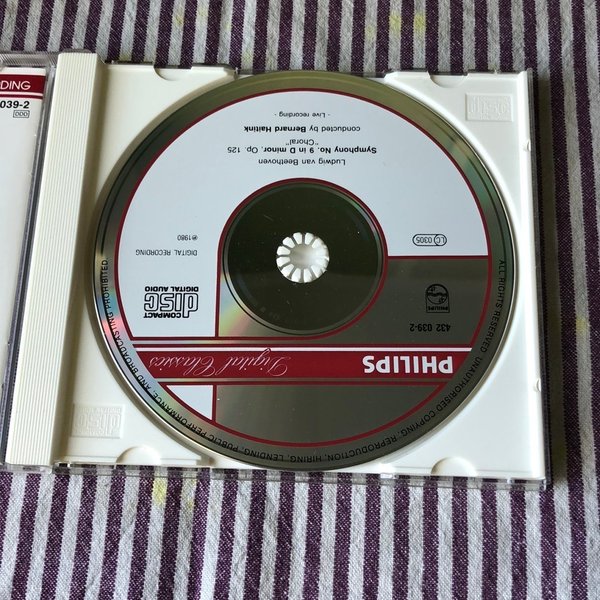 DING
039-2
DDD
PHILIPS
Digital Classics
432 039-2
PHILIPS
COMPACT
disc
DIGITAL AUDIO
LC 0305
DIGITAL RECORDING
℗1980
Ludwig van Beethoven
Symphony No. 9 in D minor, Op. 125
"Choral"
conducted by Bernard Haitink
- Live recording -
ALL RIGHTS RESERVED. UNAUTHORISED COPYING, REPRODUCTION, HIRING, LENDING, PUBLIC PERFORMANCE AND BROADCASTING PROHIBITED.